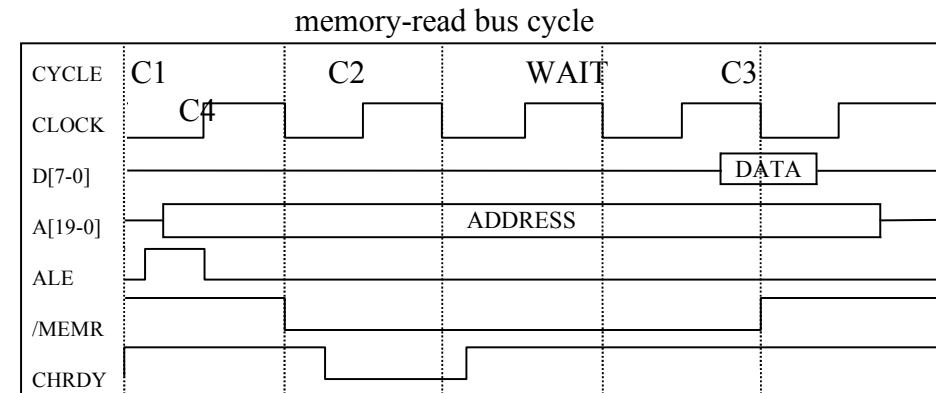 memory-read bus cycle
CYCLE C1 C2 WAIT C3
C4
CLOCK
D[7-0] DATA
A[19-0] ADDRESS
ALE
/MEMR
CHRDY